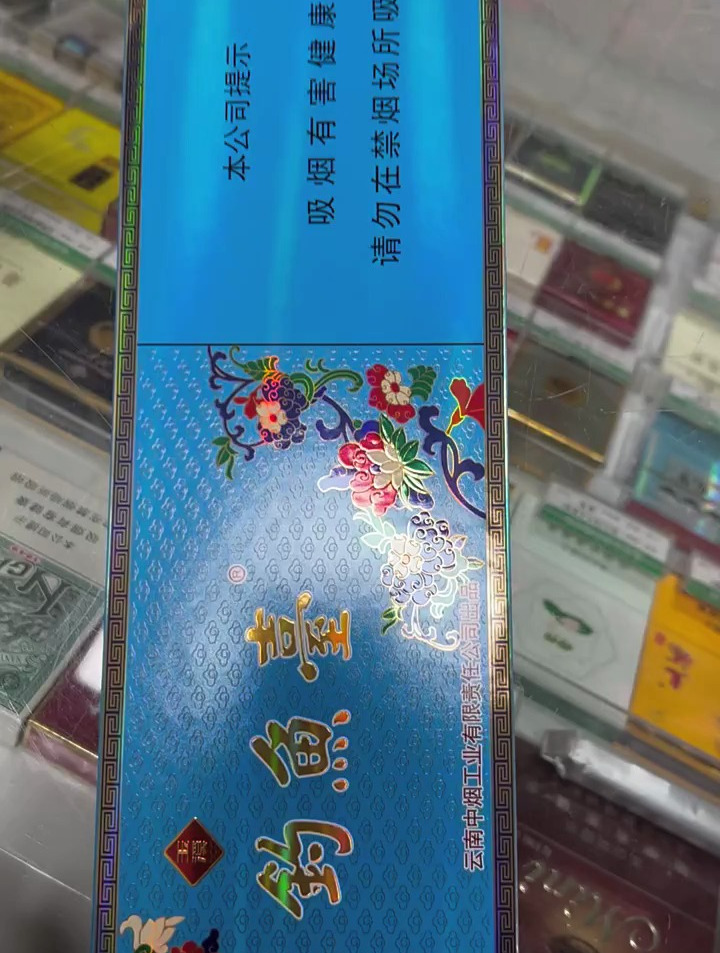 本公司提示
吸烟有害健康
请勿在禁烟场所吸
钓鱼臺
®
云南中烟工业有限责任公司出品